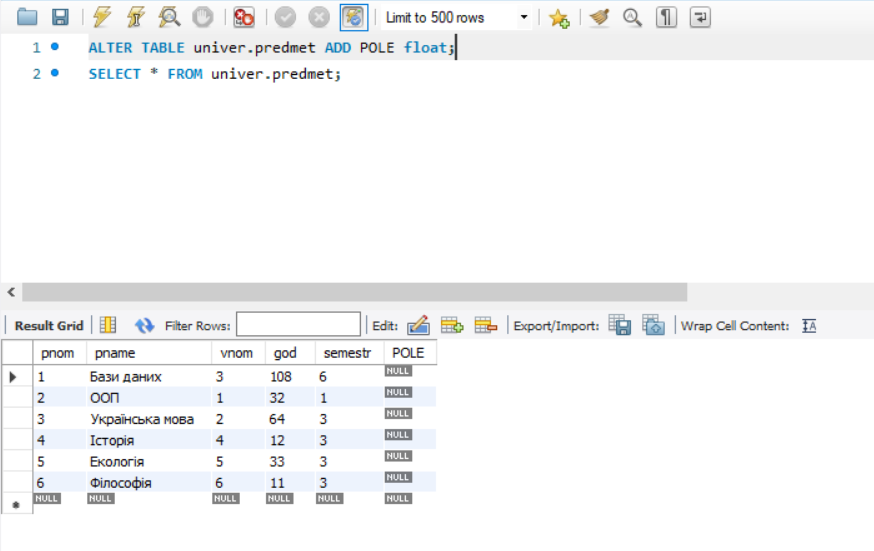 Limit to 500 rows
1 ALTER TABLE univer.predmet ADD POLE float;
2 SELECT * FROM univer.predmet;
Result Grid Filter Rows: Edit: Export/Import: Wrap Cell Content:
pnom pname vnom god semestr POLE
1 Бази даних 3 108 6 NULL
2 ООП 1 32 1 NULL
3 Українська мова 2 64 3 NULL
4 Історія 4 12 3 NULL
5 Екологія 5 33 3 NULL
6 Філософія 6 11 3 NULL
NULL NULL NULL NULL NULL NULL